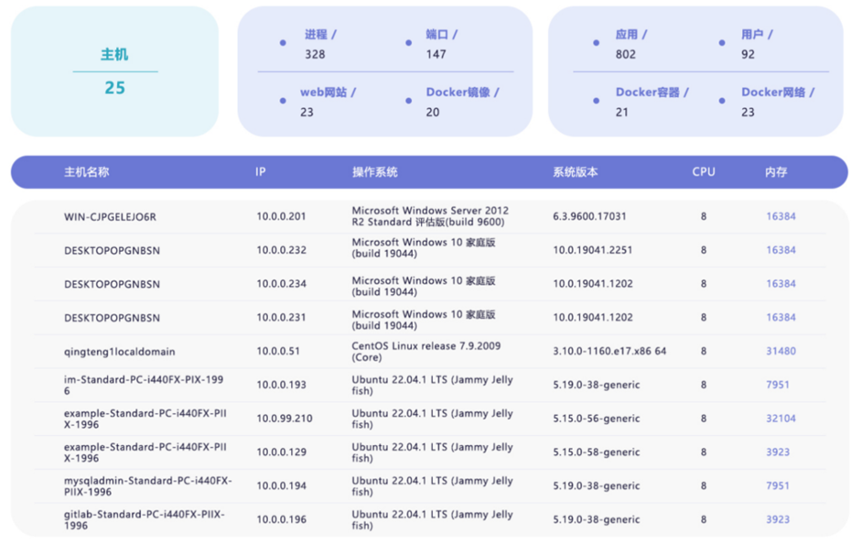 主机
25
进程 / 端口 /
328 147
web网站 / Docker镜像 /
23 20
应用 / 用户 /
802 92
Docker容器 / Docker网络 /
21 23
主机名称 IP 操作系统 系统版本 CPU 内存
WIN-CJPGELEJO6R 10.0.0.201 Microsoft Windows Server 2012 6.3.9600.17031 8 16384
R2 Standard 评估版(build 9600)
DESKTOPOPGNBSN 10.0.0.232 Microsoft Windows 10 家庭版 10.0.19041.2251 8 16384
(build 19044)
DESKTOPOPGNBSN 10.0.0.234 Microsoft Windows 10 家庭版 10.0.19041.1202 8 16384
(build 19044)
DESKTOPOPGNBSN 10.0.0.231 Microsoft Windows 10 家庭版 10.0.19041.1202 8 16384
(build 19044)
qingteng1localdomain 10.0.0.51 CentOS Linux release 7.9.2009 3.10.0-1160.e17.x86 64 8 31480
(Core)
im-Standard-PC-i440FX-PIX-199 10.0.0.193 Ubuntu 22.04.1 LTS (Jammy Jelly 5.19.0-38-generic 8 7951
6 fish)
example-Standard-PC-i440FX-PII 10.0.99.210 Ubuntu 22.04.1 LTS (Jammy Jelly 5.15.0-56-generic 8 32104
X-1996 fish)
example-Standard-PC-i440FX-PII 10.0.0.129 Ubuntu 22.04.1 LTS (Jammy Jelly 5.15.0-58-generic 8 3923
X-1996 fish)
mysqladmin-Standard-PC-i440FX- 10.0.0.194 Ubuntu 22.04.1 LTS (Jammy Jelly 5.19.0-38-generic 8 7951
PIIX-1996 fish)
gitlab-Standard-PC-i440FX-PIIX- 10.0.0.196 Ubuntu 22.04.1 LTS (Jammy Jelly 5.19.0-38-generic 8 3923
1996 fish)